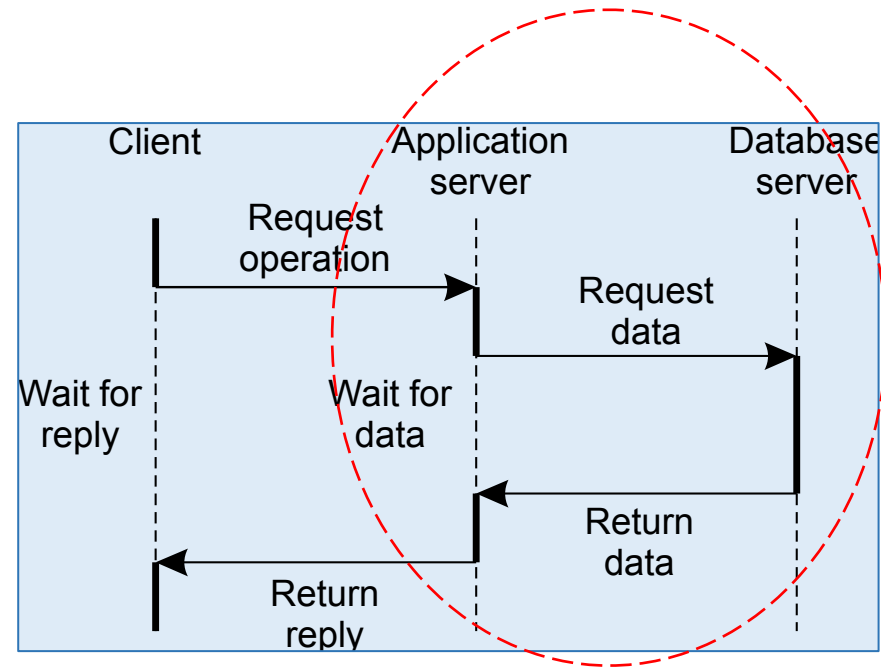 Client
Application
server
Database
server
Request
operation
Request
data
Wait for
reply
Wait for
data
Return
data
Return
reply